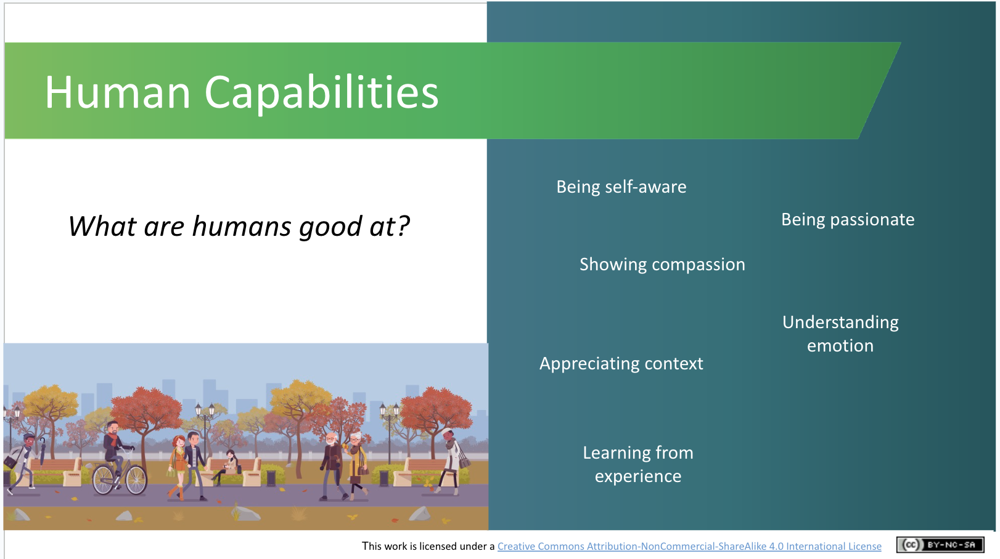 Human Capabilities
What are humans good at?
Being self-aware
Being passionate
Showing compassion
Understanding
emotion
Appreciating context
Learning from
experience
This work is licensed under a Creative Commons Attribution-NonCommercial-ShareAlike 4.0 International License
cc BY-NC-SA